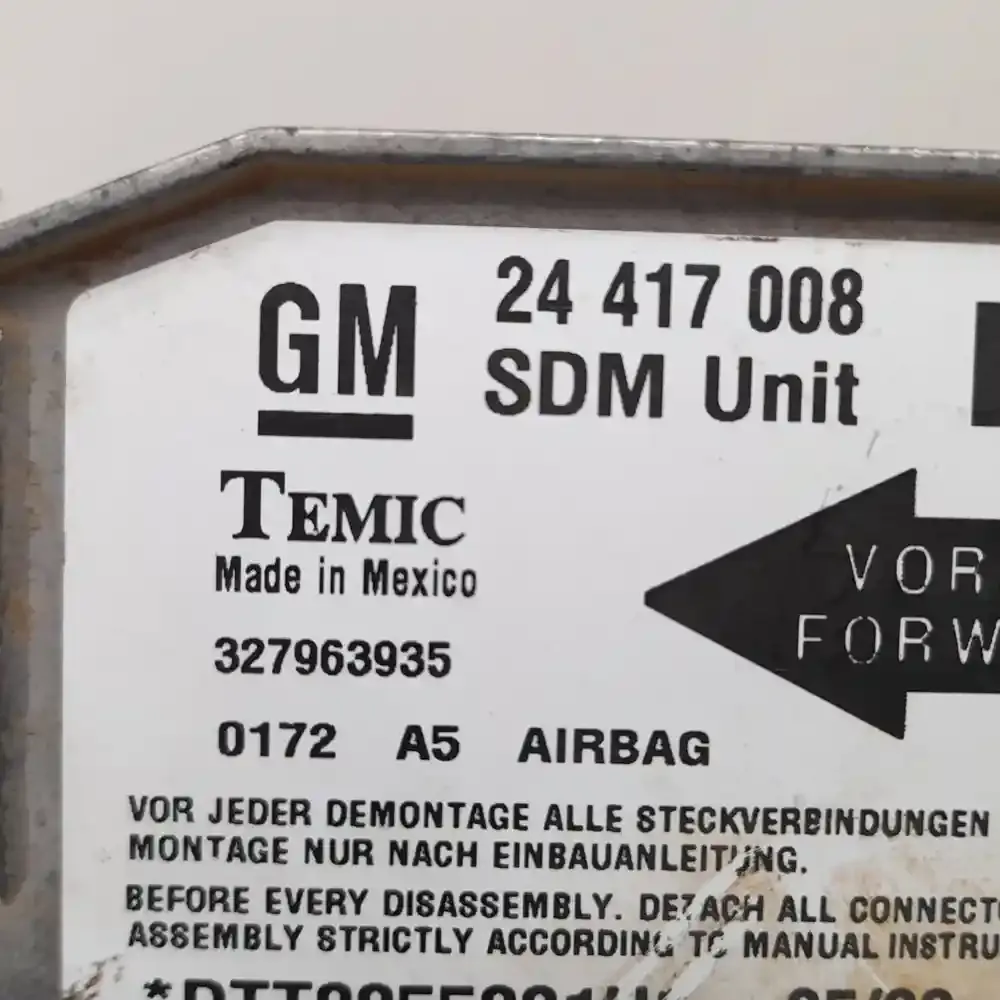 GM
24 417 008
SDM Unit
TEMIC
Made in Mexico
327963935
0172 A5 AIRBAG
VOR
FORW
VOR JEDER DEMONTAGE ALLE STECKVERBINDUNGEN
MONTAGE NUR NACH EINBAUANLEITUNG.
BEFORE EVERY DISASSEMBLY. DETACH ALL CONNECT
ASSEMBLY STRICTLY ACCORDING TO MANUAL INSTRU